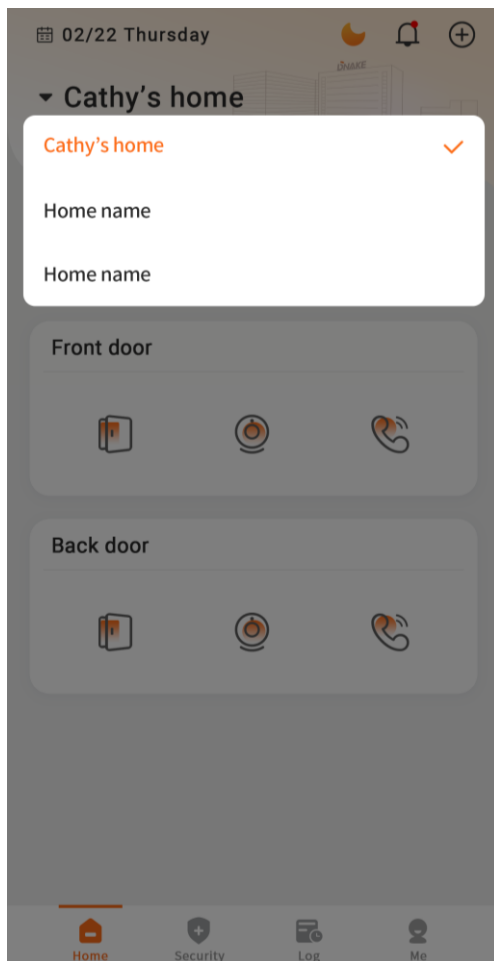 02/22 Thursday
DNAKE
Cathy's home
Cathy's home
Home name
Home name
Front door
Back door
Home
Security
Log
Me